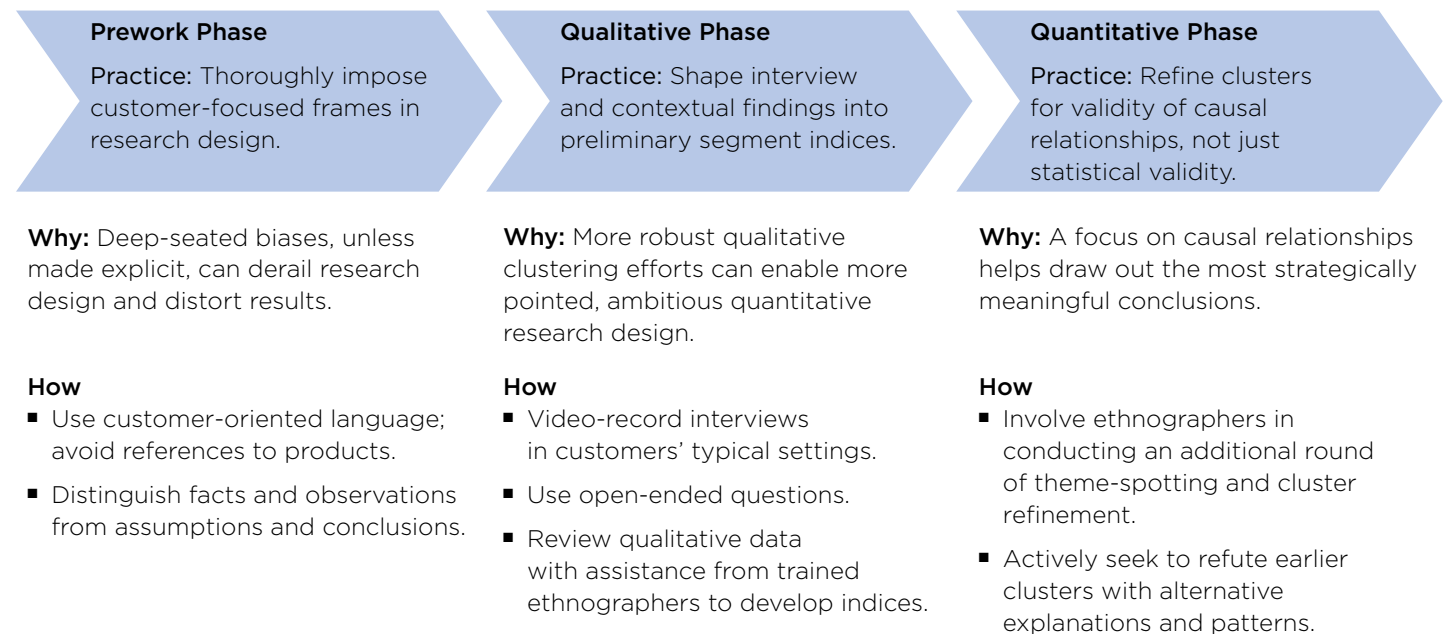 Prework Phase
Practice: Thoroughly impose
customer-focused frames in
research design.
Why: Deep-seated biases, unless
made explicit, can derail research
design and distort results.
How
▪ Use customer-oriented language;
avoid references to products.
▪ Distinguish facts and observations
from assumptions and conclusions.
Qualitative Phase
Practice: Shape interview
and contextual findings into
preliminary segment indices.
Why: More robust qualitative
clustering efforts can enable more
pointed, ambitious quantitative
research design.
How
▪ Video-record interviews
in customers’ typical settings.
▪ Use open-ended questions.
▪ Review qualitative data
with assistance from trained
ethnographers to develop indices.
Quantitative Phase
Practice: Refine clusters
for validity of causal
relationships, not just
statistical validity.
Why: A focus on causal relationships
helps draw out the most strategically
meaningful conclusions.
How
▪ Involve ethnographers in
conducting an additional round
of theme-spotting and cluster
refinement.
▪ Actively seek to refute earlier
clusters with alternative
explanations and patterns.